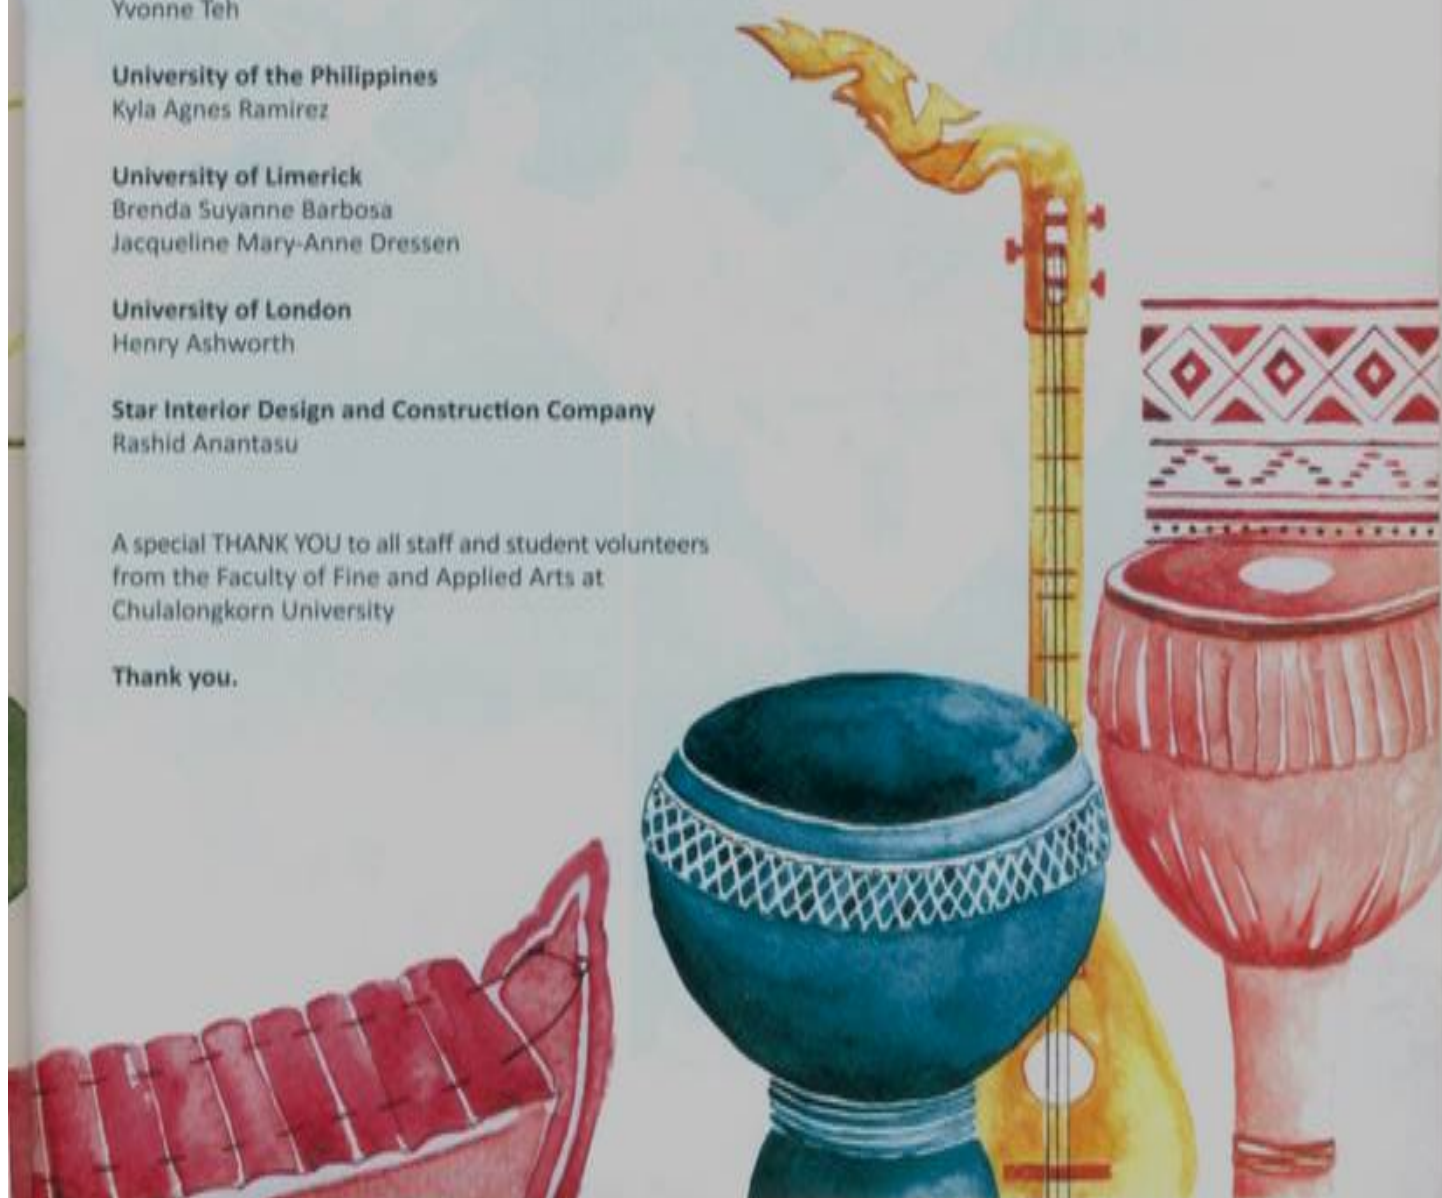 Yvonne Teh
University of the Philippines
Kyla Agnes Ramirez
University of Limerick
Brenda Suyanne Barbosa
Jacqueline Mary-Anne Dressen
University of London
Henry Ashworth
Star Interior Design and Construction Company
Rashid Anantasu
A special THANK YOU to all staff and student volunteers
from the Faculty of Fine and Applied Arts at
Chulalongkorn University
Thank you.